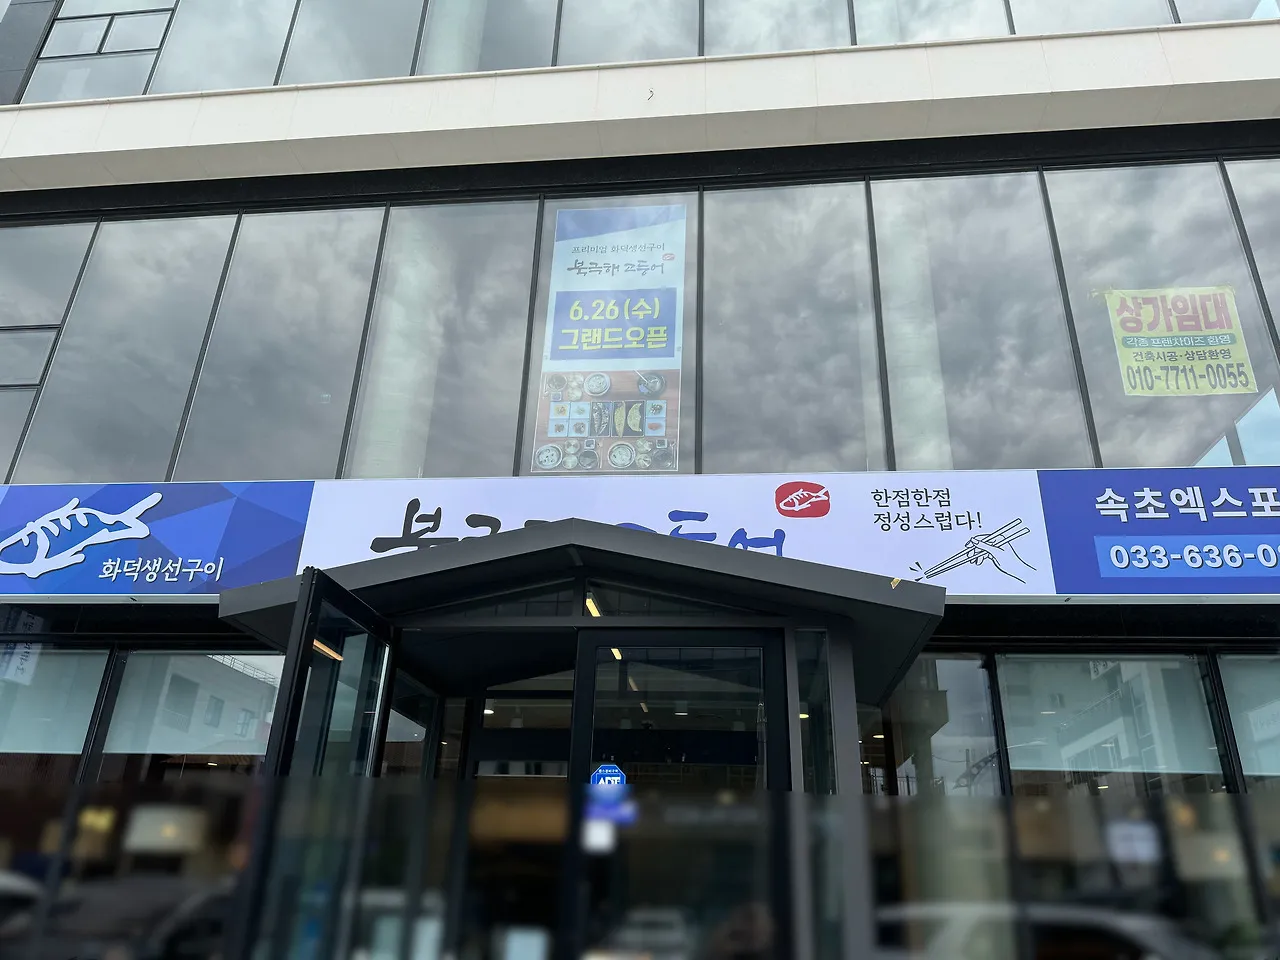 프리미엄 화덕생선구이
북극해 고등어
6.26 (수)
그랜드오픈
상가임대
각종 프랜차이즈 환영
건축시공·상담환영
010-7711-0055
화덕생선구이
한점한점
정성스럽다!
속초엑스포
033-636-0
ADT